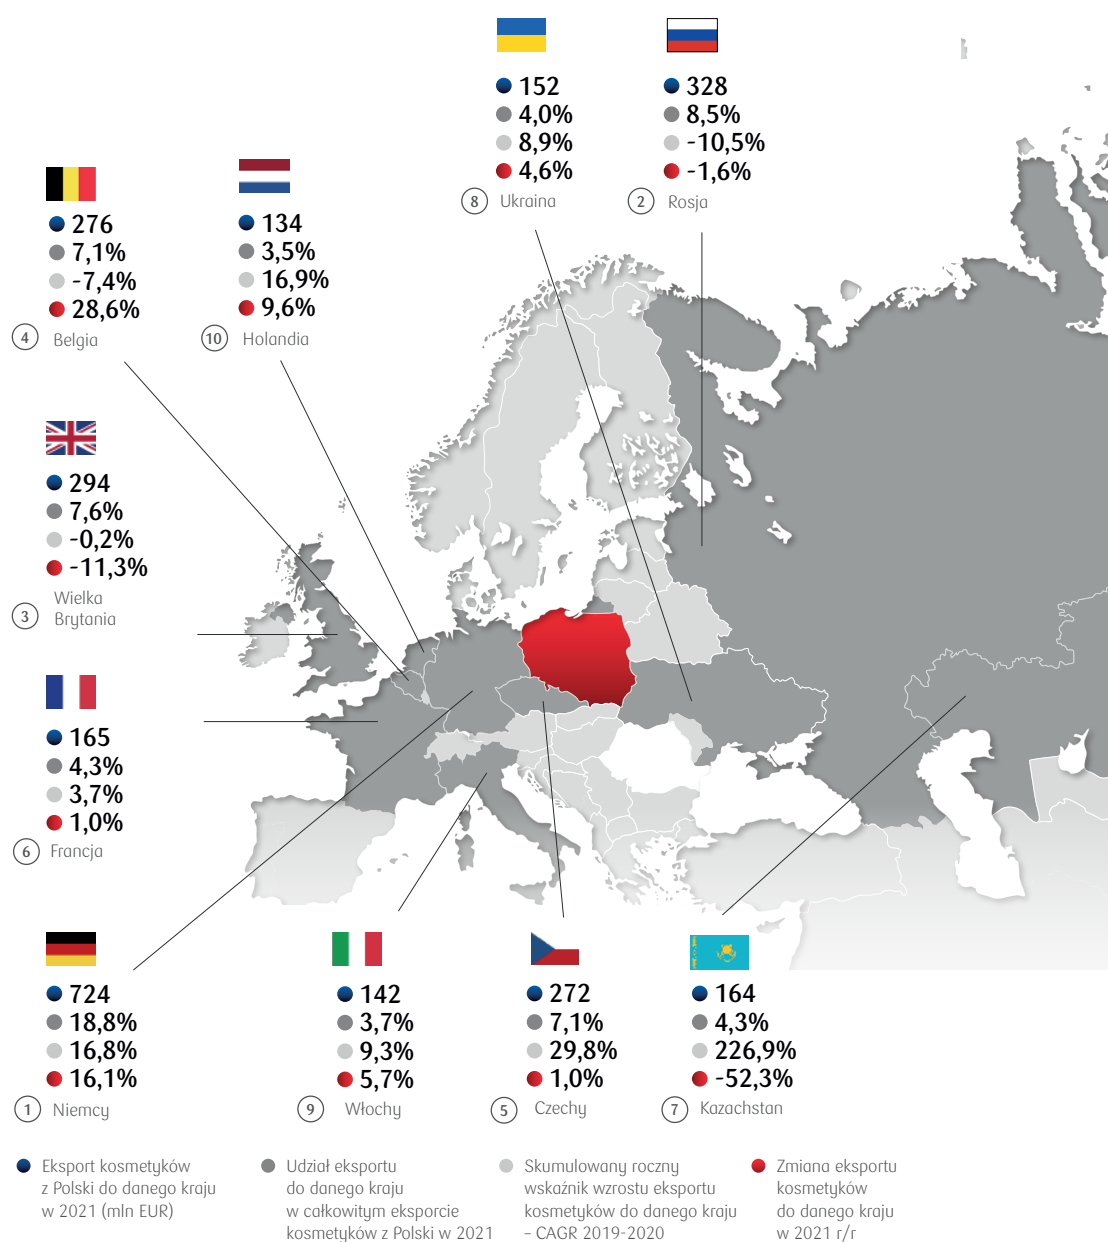 152
4,0%
8,9%
4,6%
8 Ukraina
328
8,5%
-10,5%
-1,6%
2 Rosja
276
7,1%
-7,4%
28,6%
4 Belgia
134
3,5%
16,9%
9,6%
10 Holandia
294
7,6%
-0,2%
-11,3%
3 Wielka
Brytania
165
4,3%
3,7%
1,0%
6 Francja
724
18,8%
16,8%
16,1%
1 Niemcy
142
3,7%
9,3%
5,7%
9 Włochy
272
7,1%
29,8%
1,0%
5 Czechy
164
4,3%
226,9%
-52,3%
7 Kazachstan
Eksport kosmetyków
z Polski do danego kraju
w 2021 (mln EUR)
Udział eksportu
do danego kraju
w całkowitym eksporcie
kosmetyków z Polski w 2021
Skumulowany roczny
wskaźnik wzrostu eksportu
kosmetyków do danego kraju
– CAGR 2019-2020
Zmiana eksportu
kosmetyków
do danego kraju
w 2021 r/r